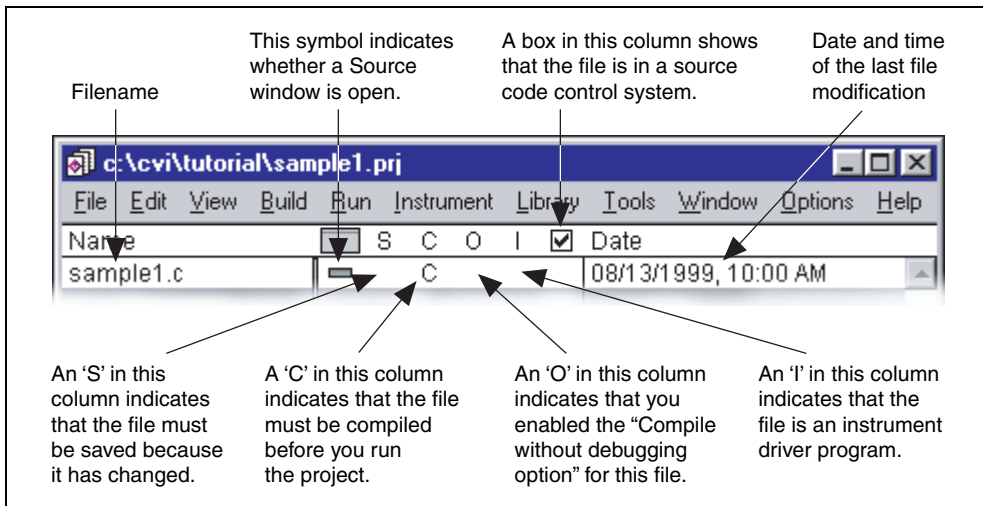 This symbol indicates
whether a Source
window is open.
A box in this column shows
that the file is in a source
code control system.
Date and time
of the last file
modification
Filename
c:\cvi\tutorial\sample1.prj
File Edit View Build Run Instrument Library Tools Window Options Help
Name S C O I Date
sample1.c C 08/13/1999, 10:00 AM
An ‘S’ in this
column indicates
that the file must
be saved because
it has changed.
A ‘C’ in this column
indicates that the file
must be compiled
before you run
the project.
An ‘O’ in this column
indicates that you
enabled the “Compile
without debugging
option” for this file.
An ‘I’ in this column
indicates that the
file is an instrument
driver program.